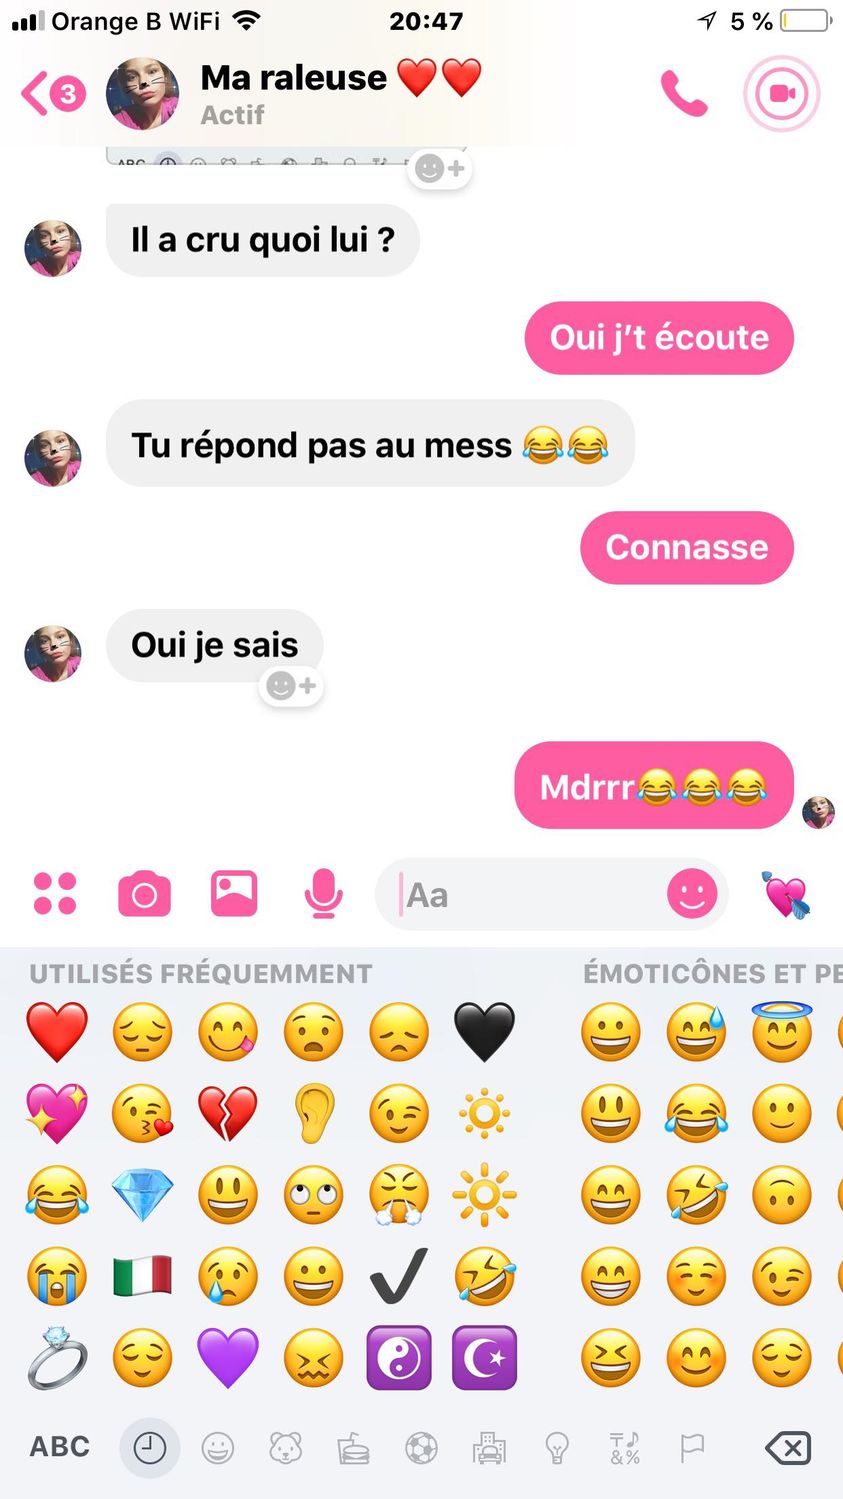 Orange B WiFi 20:47 5 %
3 Ma raleuse ❤️❤️
Actif
ABC
Il a cru quoi lui ?
Oui j’t écoute
Tu répond pas au mess 😂😂
Connasse
Oui je sais
Mdrrr😂😂😂
Aa
UTILISÉS FRÉQUEMMENT ÉMOTICÔNES ET PE
ABC